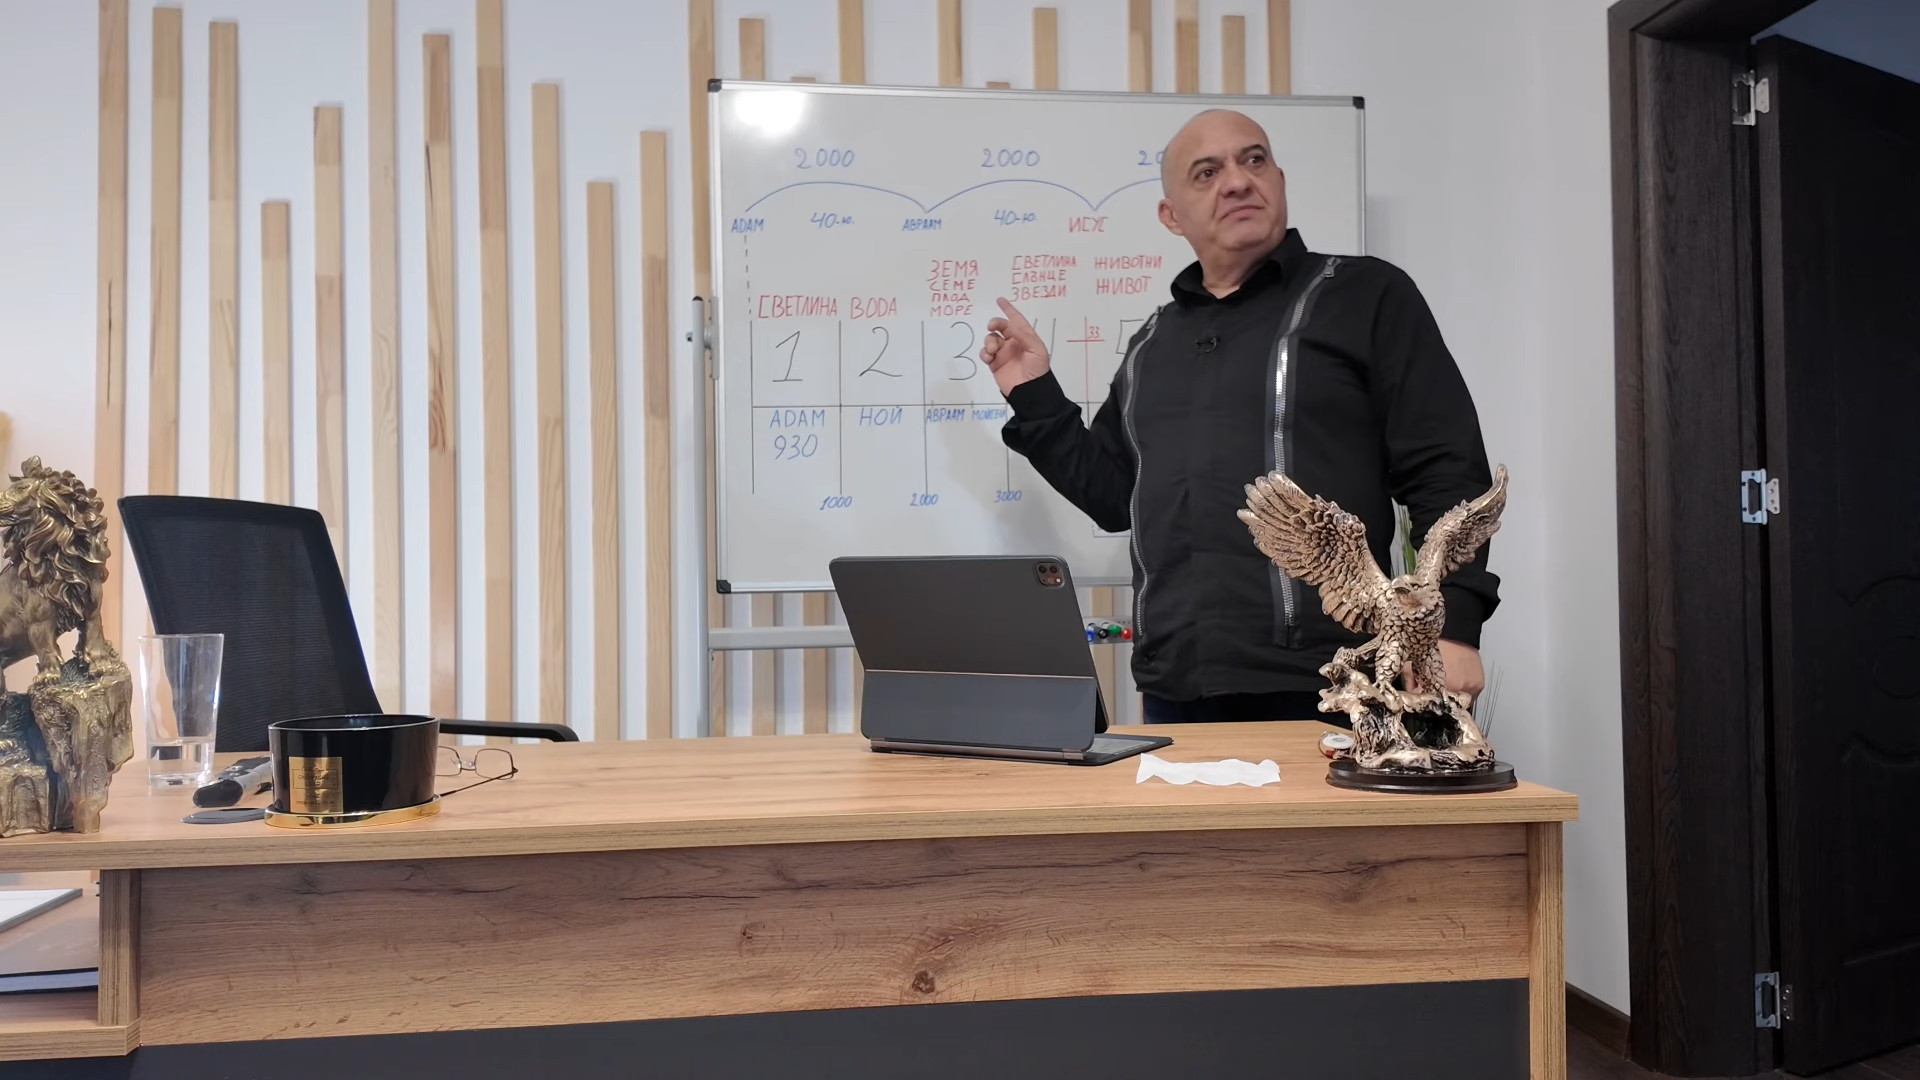 2000 2000
ADAM 40-Ю. АВРААМ 40-Ю. ИСУС
СВЕТЛИНА
ВОDА
ЗЕМЯ
СЕМЕ
ПЛОД
МОРЕ
СВЕТЛИНА
СЛЪНЦЕ
ЗВЕЗДИ
ЖИВОТНИ
ЖИВОТ
1 2 3
33
ADAM
930
НОЙ
АВРААМ МОЙСЕЙ
1000 2000 3000